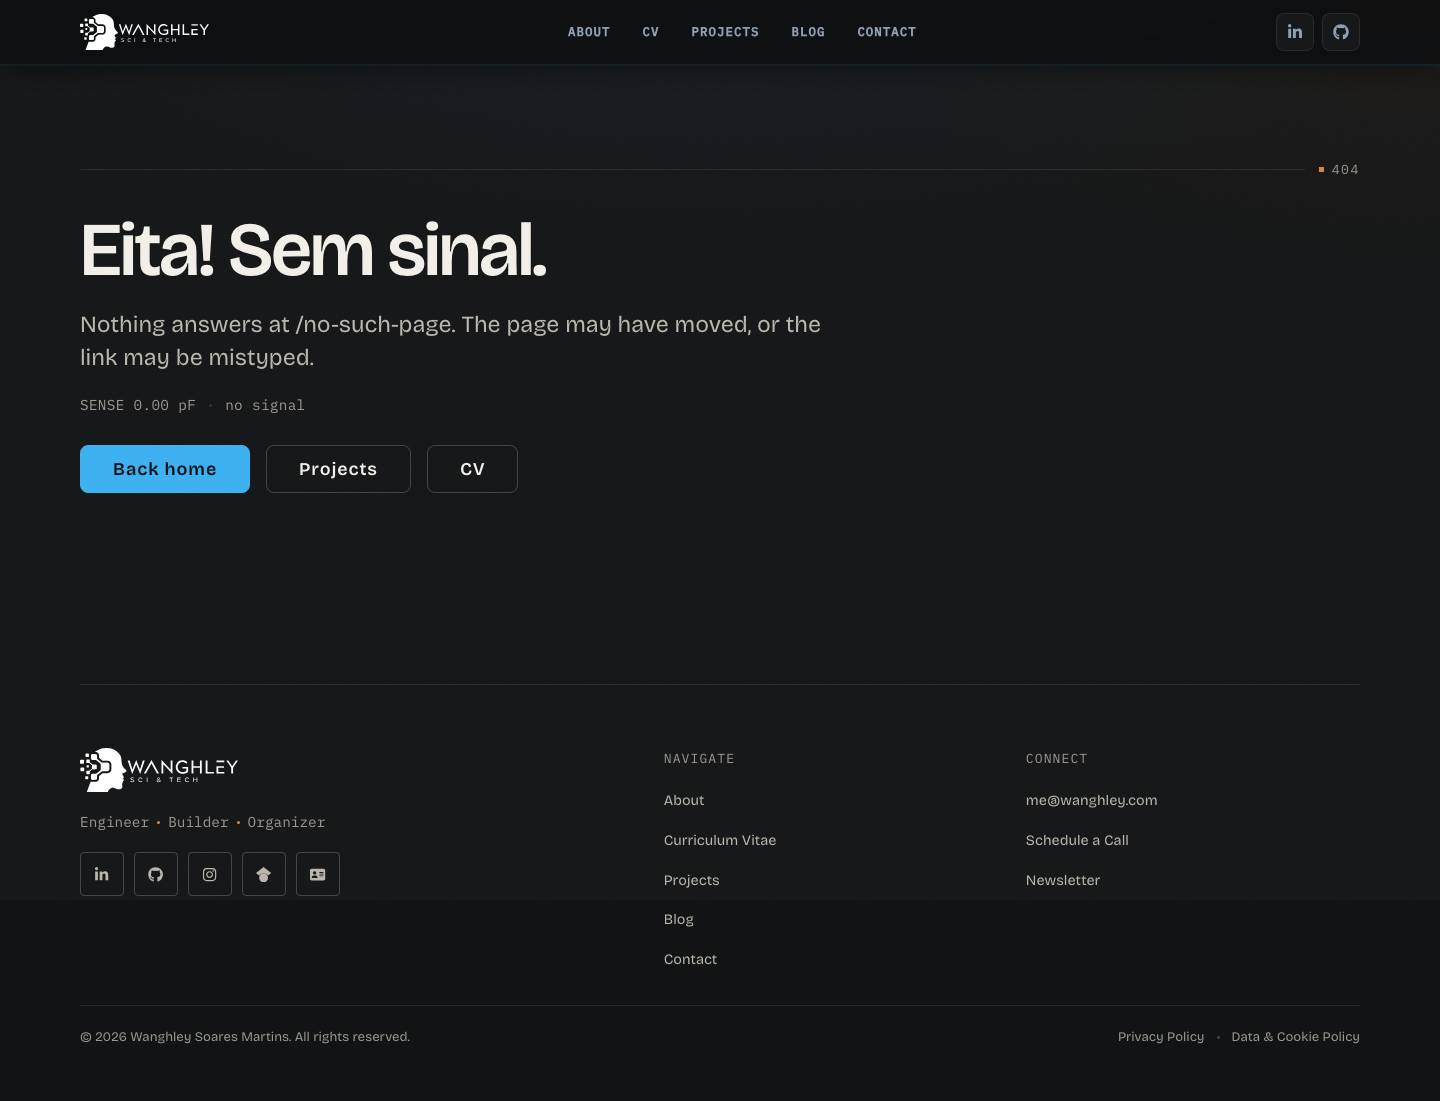 WANGHLEY
SCI & TECH
ABOUT
CV
PROJECTS
BLOG
CONTACT
404
Eita! Sem sinal.
Nothing answers at /no-such-page. The page may have moved, or the
link may be mistyped.
SENSE 0.00 pF · no signal
Back home
Projects
CV
WANGHLEY
SCI & TECH
Engineer • Builder • Organizer
NAVIGATE
About
Curriculum Vitae
Projects
Blog
Contact
CONNECT
me@wanghley.com
Schedule a Call
Newsletter
© 2026 Wanghley Soares Martins. All rights reserved.
Privacy Policy • Data & Cookie Policy